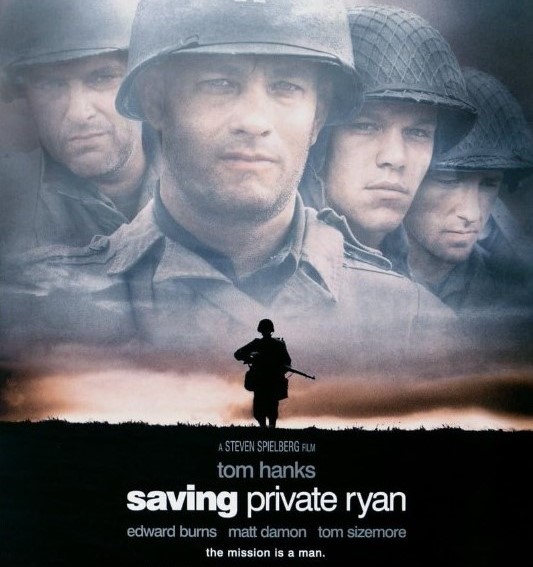 A STEVEN SPIELBERG FILM
tom hanks
saving private ryan
edward burns matt damon tom sizemore
the mission is a man.